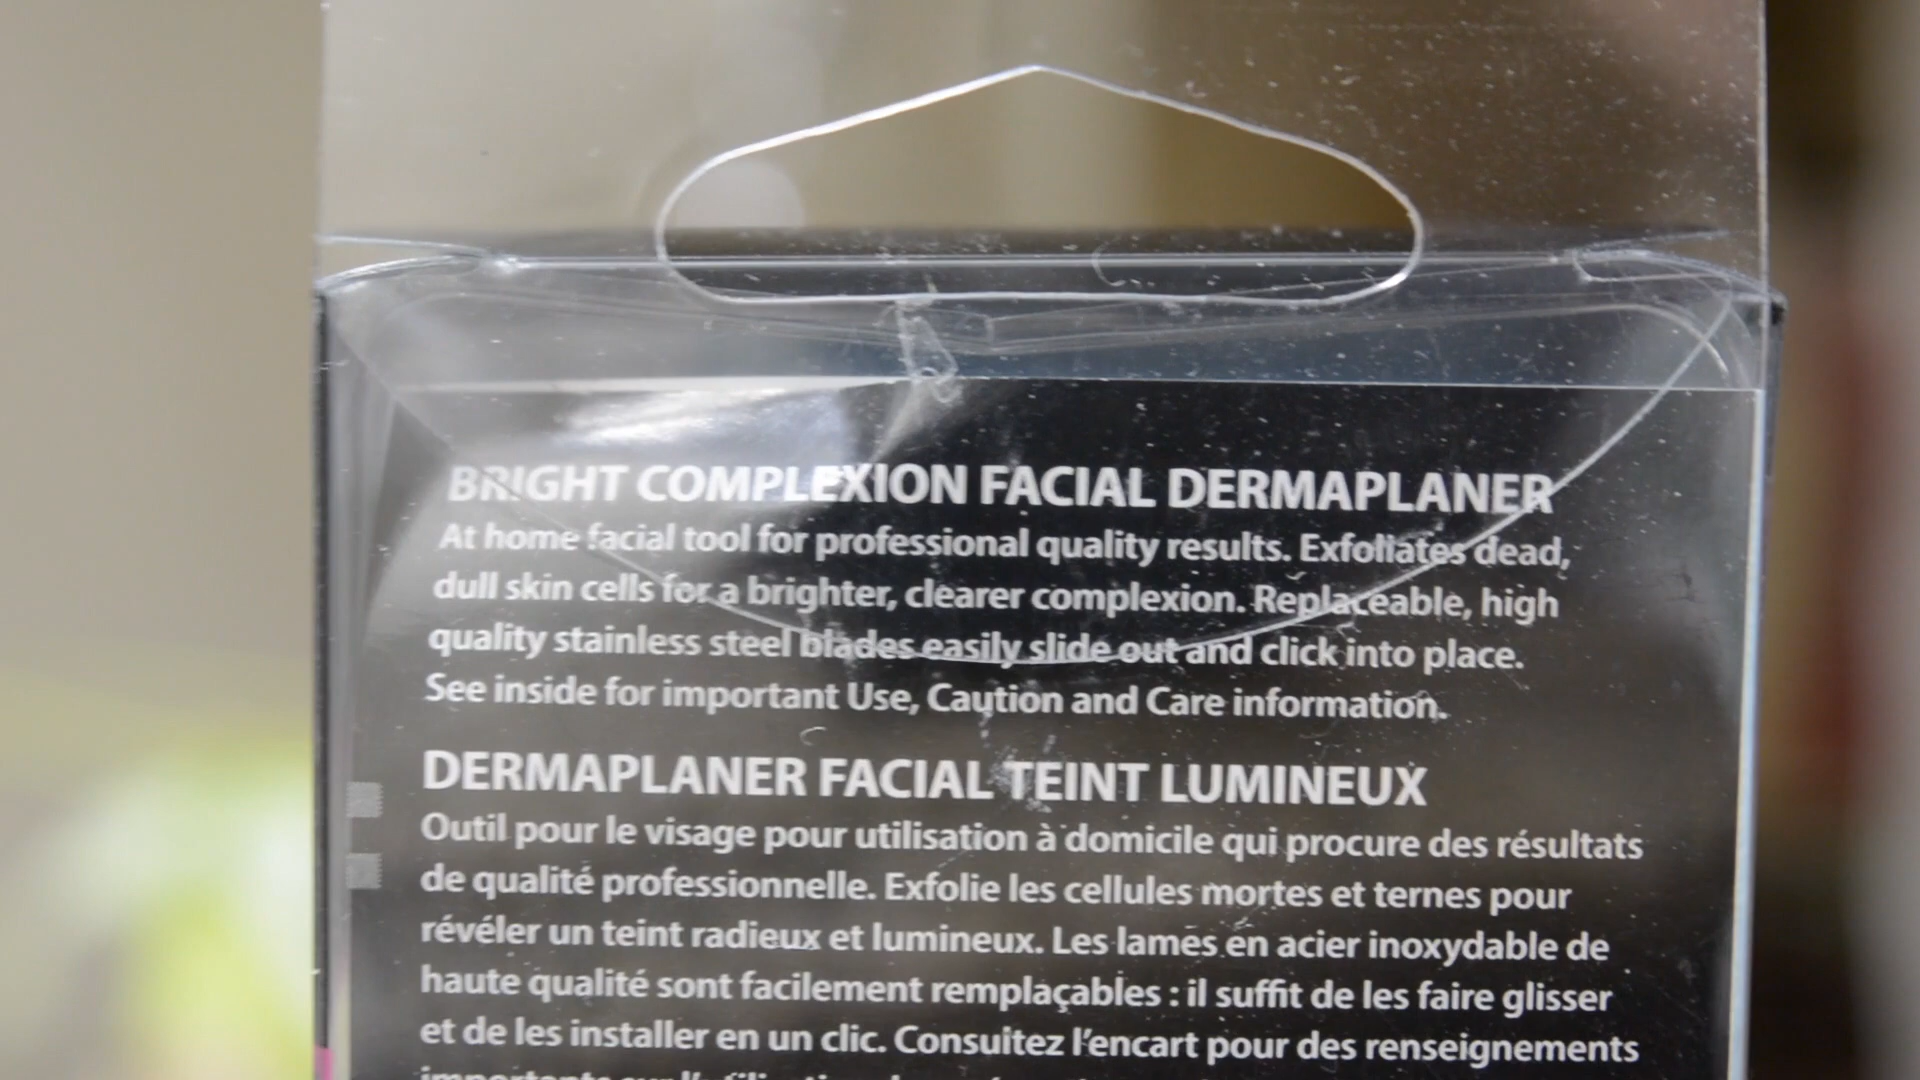 BRIGHT COMPLEXION FACIAL DERMAPLANER
At home facial tool for professional quality results. Exfoliates dead,
dull skin cells for a brighter, clearer complexion. Replaceable, high
quality stainless steel blades easily slide out and click into place.
See inside for important Use, Caution and Care information.
DERMAPLANER FACIAL TEINT LUMINEUX
Outil pour le visage pour utilisation à domicile qui procure des résultats
de qualité professionnelle. Exfolie les cellules mortes et ternes pour
révéler un teint radieux et lumineux. Les lames en acier inoxydable de
haute qualité sont facilement remplaçables : il suffit de les faire glisser
et de les installer en un clic. Consultez l'encart pour des renseignements